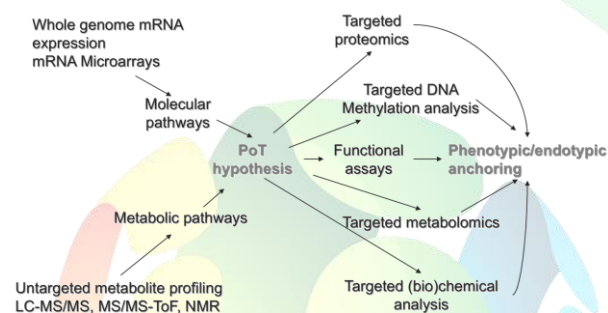 Whole genome mRNA
expression
mRNA Microarrays
Targeted
proteomics
Molecular
pathways
Targeted DNA
Methylation analysis
PoT
hypothesis
Functional
assays
Phenotypic/endotypic
anchoring
Metabolic pathways
Targeted metabolomics
Untargeted metabolite profiling
LC-MS/MS, MS/MS-ToF, NMR
Targeted (bio)chemical
analysis